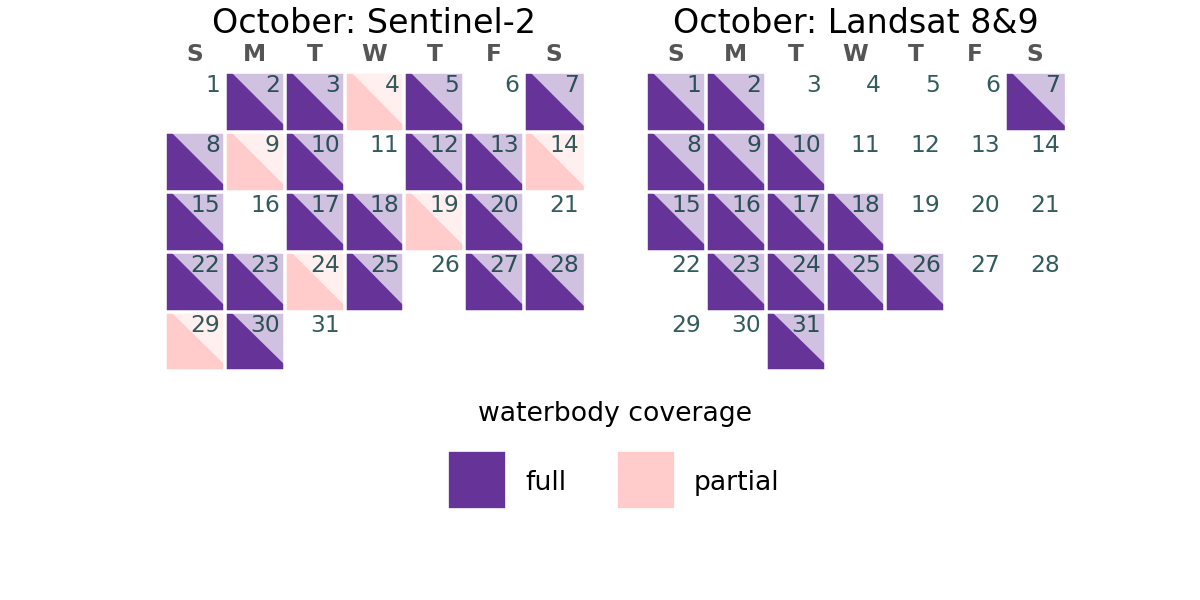 October: Sentinel-2
S M T W T F S
1 2 3 4 5 6 7
8 9 10 11 12 13 14
15 16 17 18 19 20 21
22 23 24 25 26 27 28
29 30 31
October: Landsat 8&9
S M T W T F S
1 2 3 4 5 6 7
8 9 10 11 12 13 14
15 16 17 18 19 20 21
22 23 24 25 26 27 28
29 30 31
waterbody coverage
full partial